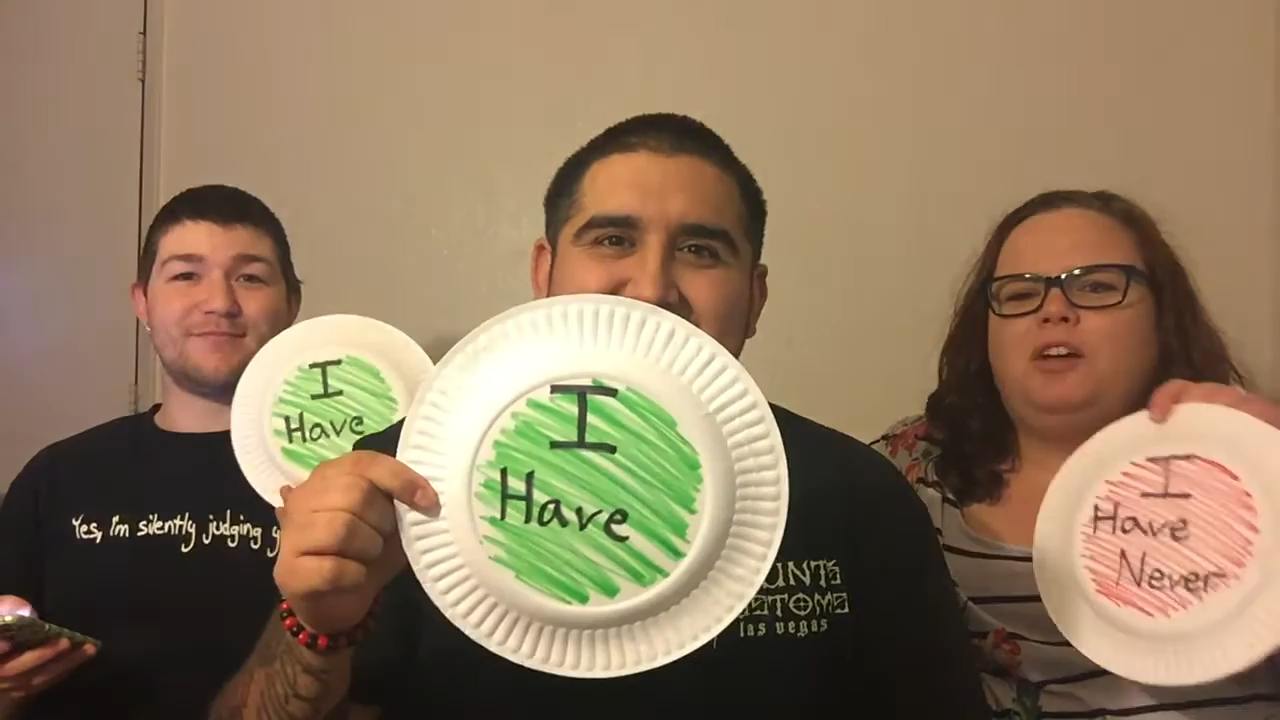 I
Have
I
Have
I
Have
Never
Yes, I'm silently judging
las vegas